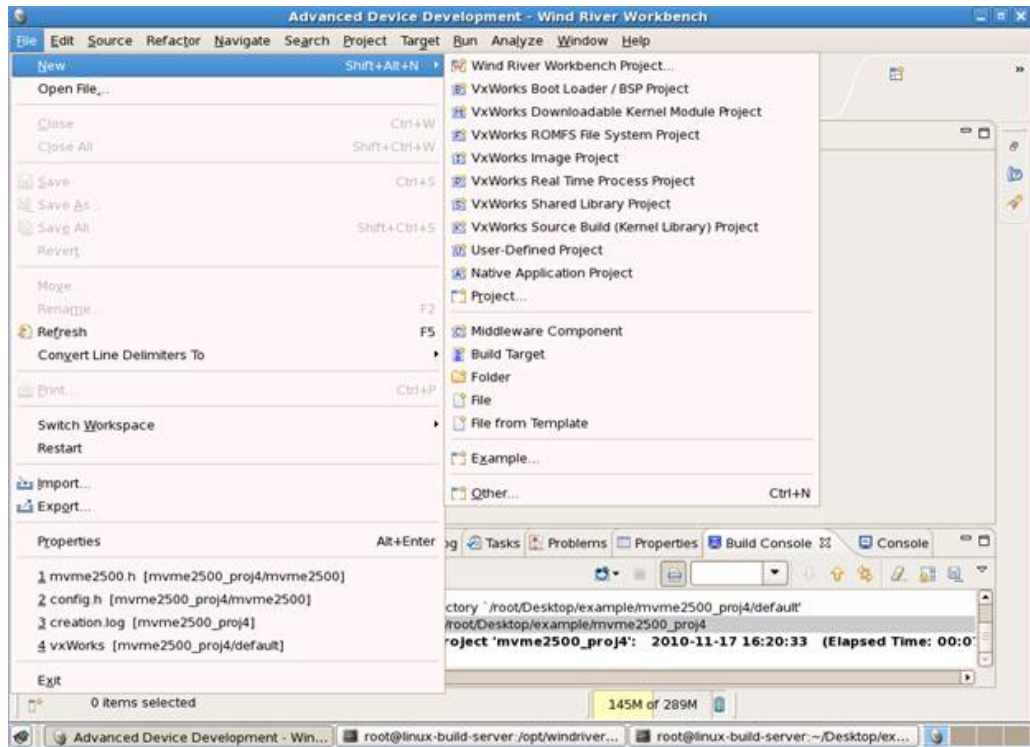 Advanced Device Development - Wind River Workbench
File Edit Source Refactor Navigate Search Project Target Run Analyze Window Help
New Shift+Alt+N
Open File...
Close Ctrl+W
Close All Shift+Ctrl+W
Save Ctrl+S
Save As...
Save All Shift+Ctrl+S
Revert
Move...
Rename... F2
Refresh F5
Convert Line Delimiters To
Print... Ctrl+P
Switch Workspace
Restart
Import...
Export...
Properties Alt+Enter
1 mvme2500.h [mvme2500_proj4/mvme2500]
2 config.h [mvme2500_proj4/mvme2500]
3 creation.log [mvme2500_proj4]
4 vxWorks [mvme2500_proj4/default]
Exit
Wind River Workbench Project...
VxWorks Boot Loader / BSP Project
VxWorks Downloadable Kernel Module Project
VxWorks ROMFS File System Project
VxWorks Image Project
VxWorks Real Time Process Project
VxWorks Shared Library Project
VxWorks Source Build (Kernel Library) Project
User-Defined Project
Native Application Project
Project...
Middleware Component
Build Target
Folder
File
File from Template
Example...
Other... Ctrl+N
og Tasks Problems Properties Build Console Console
ctory `/root/Desktop/example/mvme2500_proj4/default'
/root/Desktop/example/mvme2500_proj4
roject 'mvme2500_proj4': 2010-11-17 16:20:33 (Elapsed Time: 00:0
0 items selected
145M of 289M
Advanced Device Development - Win...
root@linux-build-server:/opt/windriver...
root@linux-build-server:~/Desktop/ex...